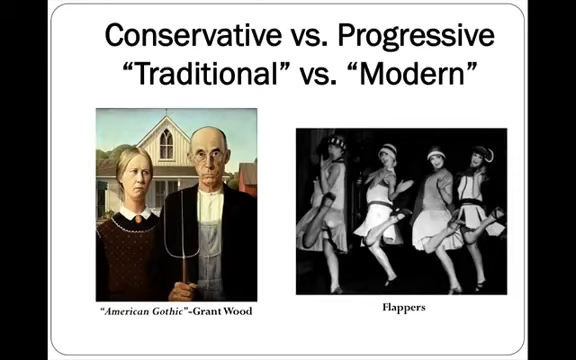 Conservative vs. Progressive
“Traditional” vs. “Modern”
“American Gothic”-Grant Wood
Flappers